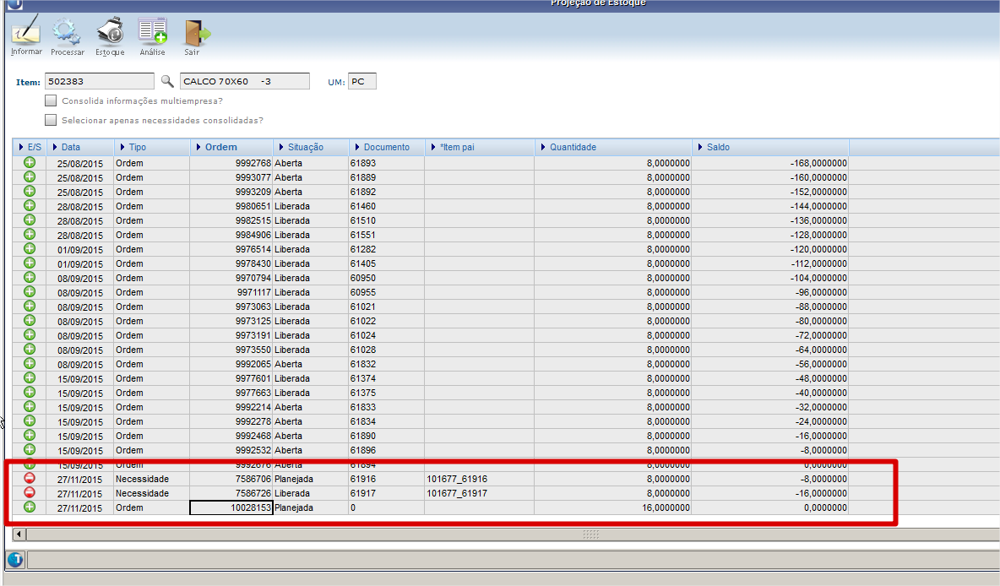 Projeção de Estoque
Informar Processar Estoque Análise Sair
Item: 502383 CALCO 70X60 -3 UM: PC
Consolida informações multiempresa?
Selecionar apenas necessidades consolidadas?
E/S Data Tipo Ordem Situação Documento *Item pai Quantidade Saldo
25/08/2015 Ordem 9992768 Aberta 61893 8,0000000 -168,0000000
25/08/2015 Ordem 9993077 Aberta 61889 8,0000000 -160,0000000
25/08/2015 Ordem 9993209 Aberta 61892 8,0000000 -152,0000000
28/08/2015 Ordem 9980651 Liberada 61460 8,0000000 -144,0000000
28/08/2015 Ordem 9982515 Liberada 61510 8,0000000 -136,0000000
28/08/2015 Ordem 9984906 Liberada 61551 8,0000000 -128,0000000
01/09/2015 Ordem 9976514 Liberada 61282 8,0000000 -120,0000000
01/09/2015 Ordem 9978430 Liberada 61405 8,0000000 -112,0000000
08/09/2015 Ordem 9970794 Liberada 60950 8,0000000 -104,0000000
08/09/2015 Ordem 9971117 Liberada 60955 8,0000000 -96,0000000
08/09/2015 Ordem 9973063 Liberada 61021 8,0000000 -88,0000000
08/09/2015 Ordem 9973125 Liberada 61022 8,0000000 -80,0000000
08/09/2015 Ordem 9973191 Liberada 61024 8,0000000 -72,0000000
08/09/2015 Ordem 9973550 Liberada 61028 8,0000000 -64,0000000
08/09/2015 Ordem 9992065 Aberta 61832 8,0000000 -56,0000000
15/09/2015 Ordem 9977601 Liberada 61374 8,0000000 -48,0000000
15/09/2015 Ordem 9977663 Liberada 61375 8,0000000 -40,0000000
15/09/2015 Ordem 9992214 Aberta 61833 8,0000000 -32,0000000
15/09/2015 Ordem 9992278 Aberta 61834 8,0000000 -24,0000000
15/09/2015 Ordem 9992468 Aberta 61890 8,0000000 -16,0000000
15/09/2015 Ordem 9992532 Aberta 61896 8,0000000 -8,0000000
15/09/2015 Ordem 9992676 Aberta 61894 8,0000000 0,0000000
27/11/2015 Necessidade 7586706 Planejada 61916 101677_61916 8,0000000 -8,0000000
27/11/2015 Necessidade 7586726 Liberada 61917 101677_61917 8,0000000 -16,0000000
27/11/2015 Ordem 10028153 Planejada 0 16,0000000 0,0000000